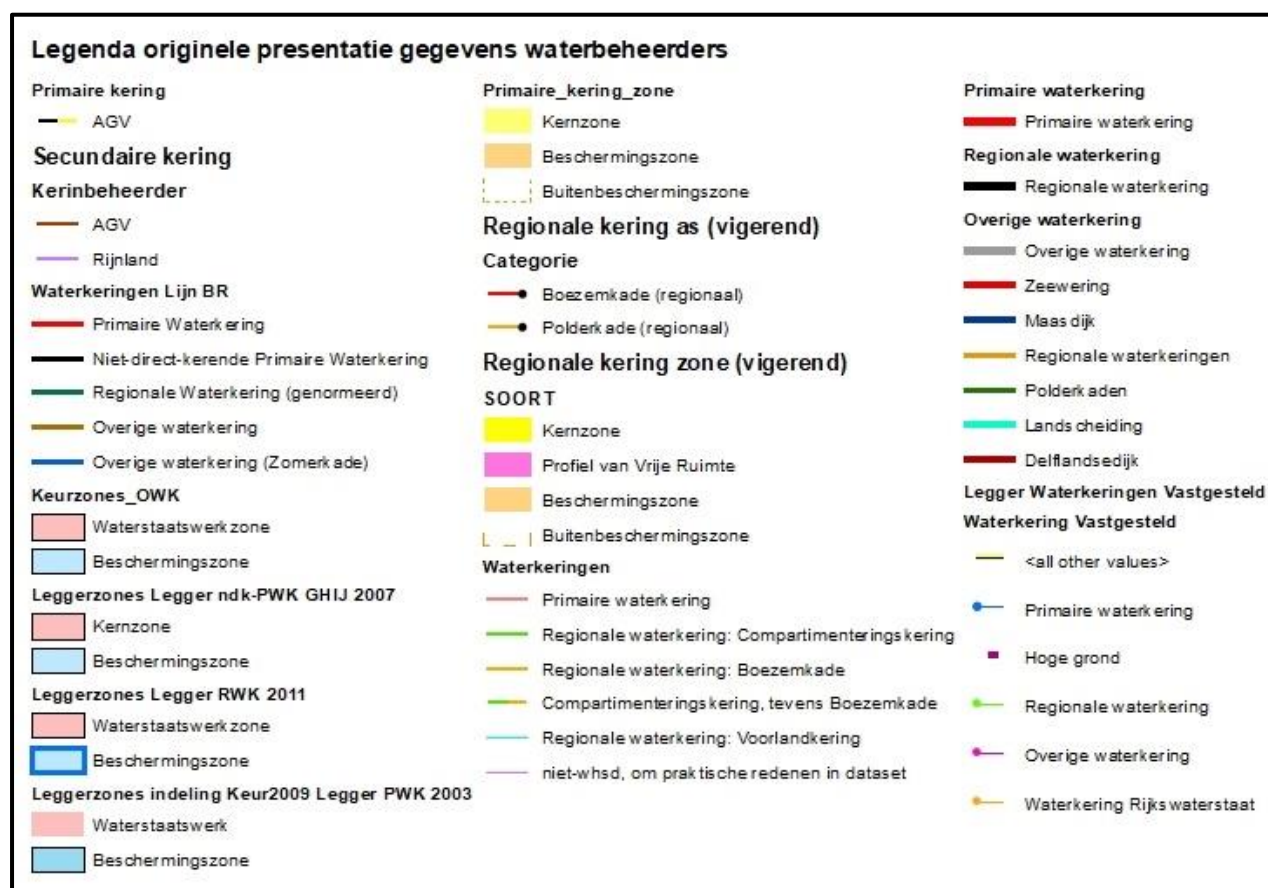 Legenda originele presentatie gegevens waterbeheerders
Primaire kering
AGV
Secundaire kering
Kerinbeheerder
AGV
Rijnland
Waterkeringen Lijn BR
Primaire Waterkering
Niet-direct-kerende Primaire Waterkering
Regionale Waterkering (genormeerd)
Overige waterkering
Overige waterkering (Zomerkade)
Keurzones_OWK
Waterstaatswerkzone
Beschermingszone
Leggerzones Legger ndk-PWK GHIJ 2007
Kernzone
Beschermingszone
Leggerzones Legger RWK 2011
Waterstaatswerkzone
Beschermingszone
Leggerzones indeling Keur2009 Legger PWK 2003
Waterstaatswerk
Beschermingszone
Primaire_kering_zone
Kernzone
Beschermingszone
Buitenbeschermingszone
Regionale kering as (vigerend)
Categorie
Boezemkade (regionaal)
Polderkade (regionaal)
Regionale kering zone (vigerend)
SOORT
Kernzone
Profiel van Vrije Ruimte
Beschermingszone
Buitenbeschermingszone
Waterkeringen
Primaire waterkering
Regionale waterkering: Compartimenteringskering
Regionale waterkering: Boezemkade
Compartimenteringskering, tevens Boezemkade
Regionale waterkering: Voorlandkering
niet-whsd, om praktische redenen in dataset
Primaire waterkering
Primaire waterkering
Regionale waterkering
Regionale waterkering
Overige waterkering
Overige waterkering
Zeewering
Maasdijk
Regionale waterkeringen
Polderkaden
Landscheiding
Delflandsedijk
Legger Waterkeringen Vastgesteld
Waterkering Vastgesteld
<all other values>
Primaire waterkering
Hoge grond
Regionale waterkering
Overige waterkering
Waterkering Rijkswaterstaat